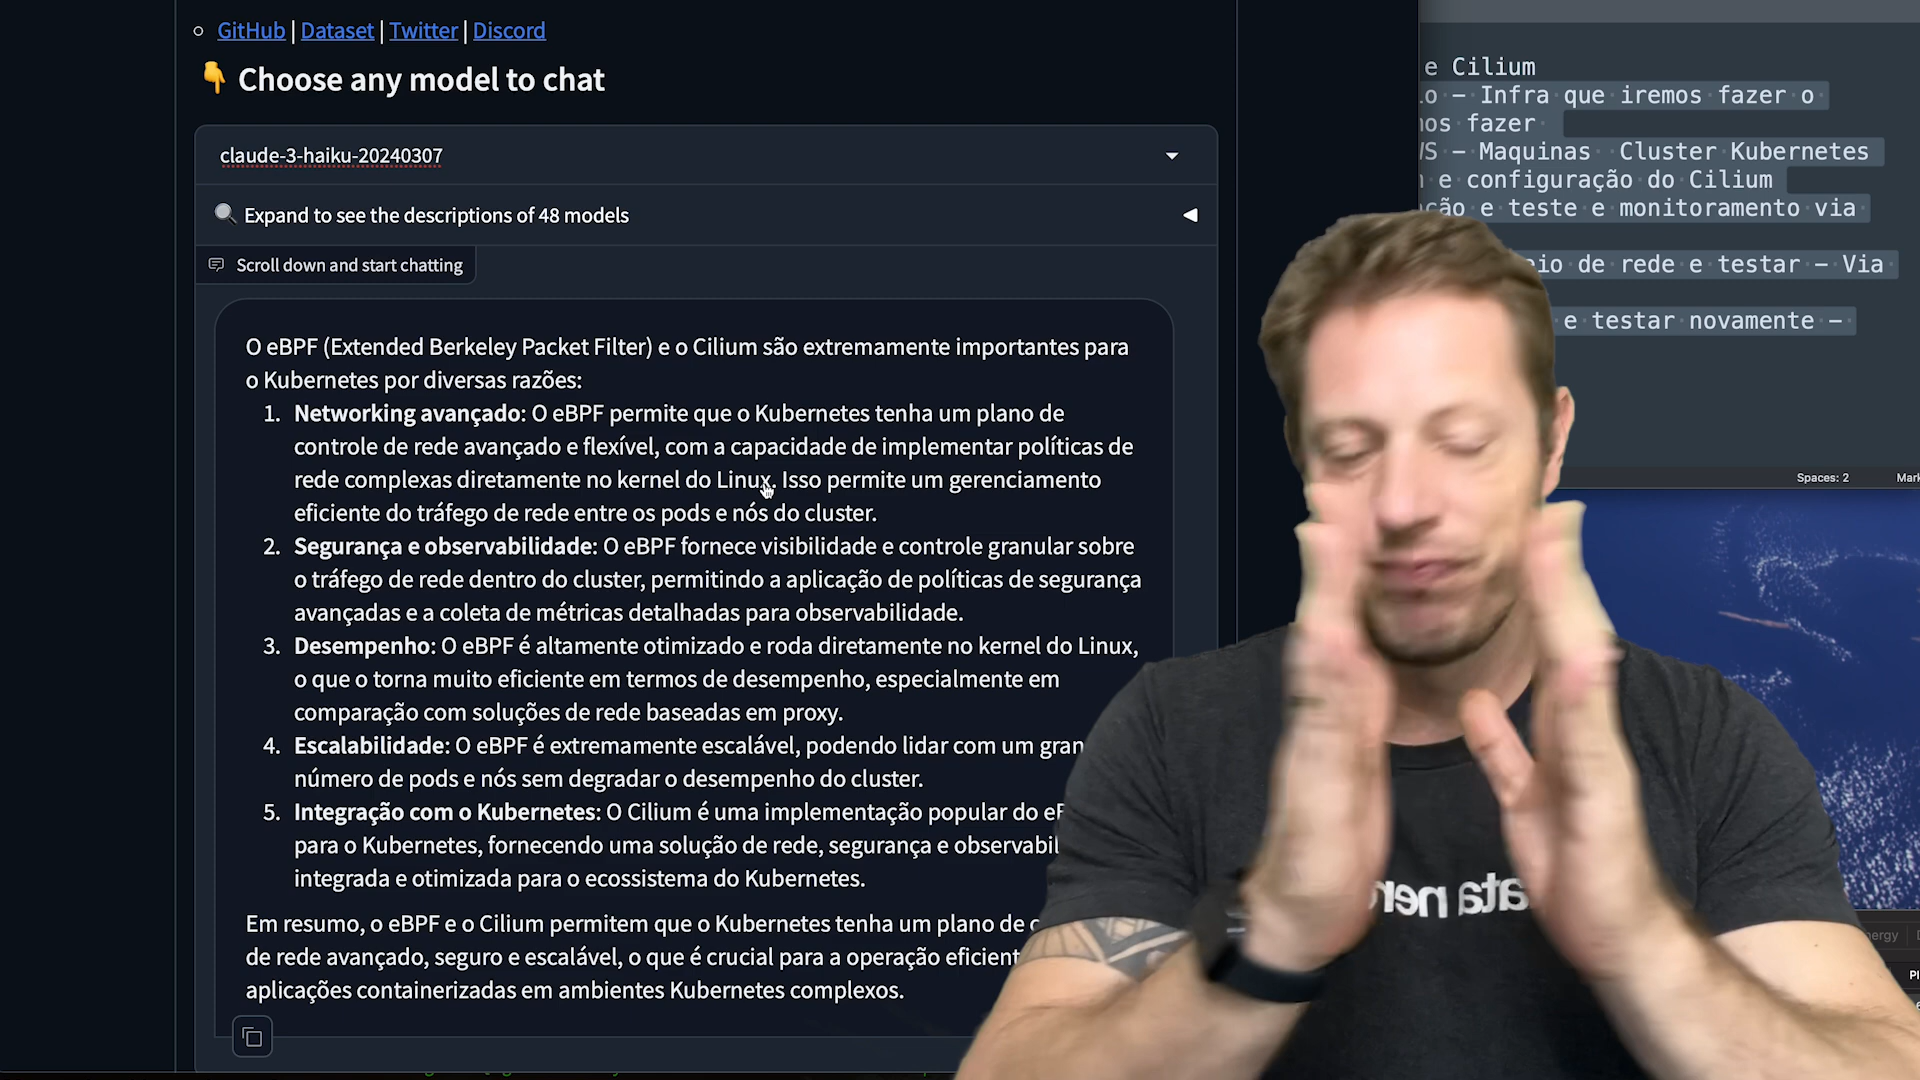 GitHub | Dataset | Twitter | Discord
👇 Choose any model to chat
claude-3-haiku-20240307
Expand to see the descriptions of 48 models
Scroll down and start chatting
O eBPF (Extended Berkeley Packet Filter) e o Cilium são extremamente importantes para
o Kubernetes por diversas razões:
1. Networking avançado: O eBPF permite que o Kubernetes tenha um plano de
controle de rede avançado e flexível, com a capacidade de implementar políticas de
rede complexas diretamente no kernel do Linux. Isso permite um gerenciamento
eficiente do tráfego de rede entre os pods e nós do cluster.
2. Segurança e observabilidade: O eBPF fornece visibilidade e controle granular sobre
o tráfego de rede dentro do cluster, permitindo a aplicação de políticas de segurança
avançadas e a coleta de métricas detalhadas para observabilidade.
3. Desempenho: O eBPF é altamente otimizado e roda diretamente no kernel do Linux,
o que o torna muito eficiente em termos de desempenho, especialmente em
comparação com soluções de rede baseadas em proxy.
4. Escalabilidade: O eBPF é extremamente escalável, podendo lidar com um gran
número de pods e nós sem degradar o desempenho do cluster.
5. Integração com o Kubernetes: O Cilium é uma implementação popular do
para o Kubernetes, fornecendo uma solução de rede, segurança e observabil
integrada e otimizada para o ecossistema do Kubernetes.
Em resumo, o eBPF e o Cilium permitem que o Kubernetes tenha um plano de
de rede avançado, seguro e escalável, o que é crucial para a operação eficient
aplicações containerizadas em ambientes Kubernetes complexos.
e Cilium
– Infra que iremos fazer o
fazer
– Maquinas Cluster Kubernetes
e configuração do Cilium
e teste e monitoramento via
de rede e testar – Via
e testar novamente –
Spaces: 2
ata ner